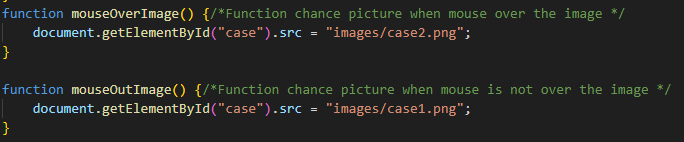 function mouseOverImage() {/*Function chance picture when mouse over the image */
    document.getElementById("case").src = "images/case2.png";
}

function mouseOutImage() {/*Function chance picture when mouse is not over the image */
    document.getElementById("case").src = "images/case1.png";
}